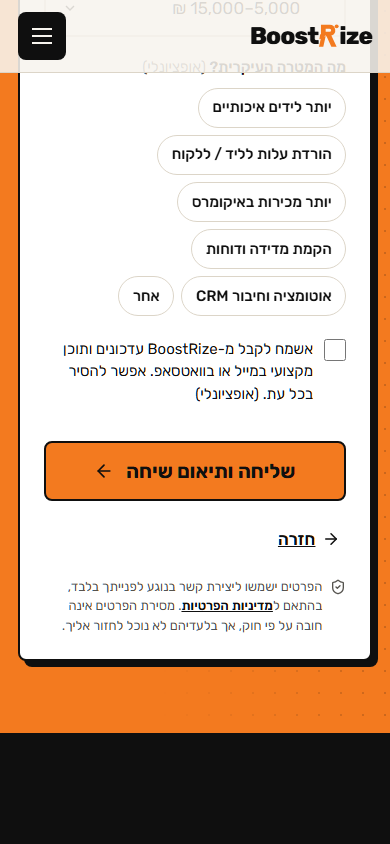 BoostRize
5,000–15,000 ₪
מה המטרה העיקרית? (אופציונלי)
יותר לידים איכותיים
הורדת עלות לליד / ללקוח
יותר מכירות באיקומרס
הקמת מדידה ודוחות
אוטומציה וחיבור CRM
אחר
אשמח לקבל מ-BoostRize עדכונים ותוכן
מקצועי במייל או בוואטסאפ. אפשר להסיר
בכל עת. (אופציונלי)
שליחה ותיאום שיחה
חזרה
הפרטים ישמשו ליצירת קשר בנוגע לפנייתך בלבד,
בהתאם למדיניות הפרטיות. מסירת הפרטים אינה
חובה על פי חוק, אך בלעדיהם לא נוכל לחזור אליך.